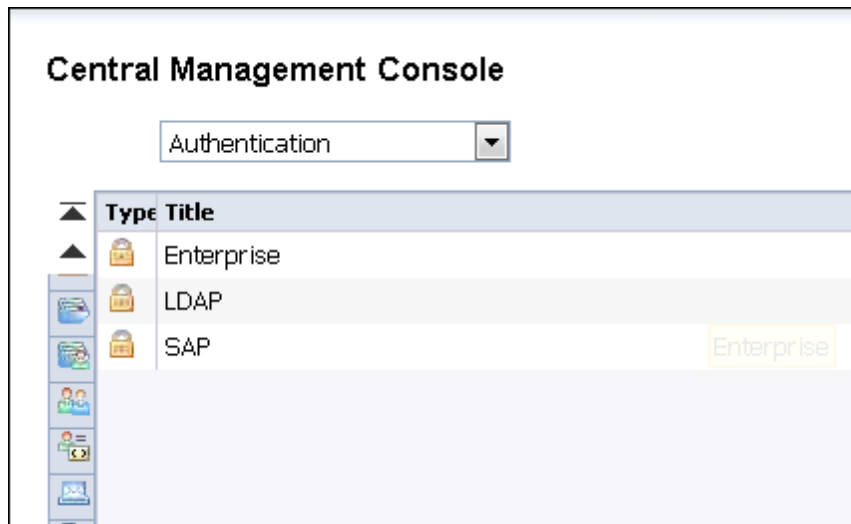 Central Management Console
Authentication
Type Title
Enterprise
LDAP
SAP
Enterprise